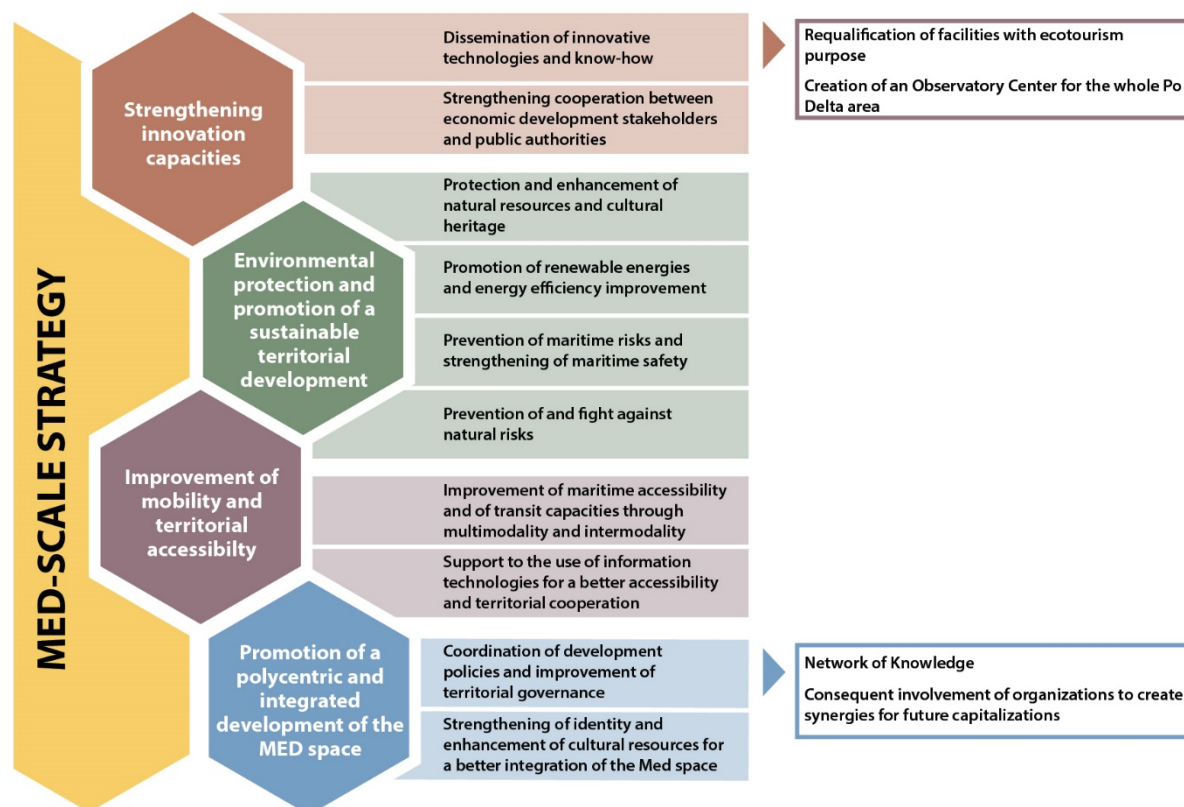 MED-SCALE STRATEGY
Strengthening
innovation
capacities
Dissemination of innovative
technologies and know-how
Strengthening cooperation between
economic development stakeholders
and public authorities
Requalification of facilities with ecotourism
purpose
Creation of an Observatory Center for the whole Po
Delta area
Environmental
protection and
promotion of a
sustainable
territorial
development
Protection and enhancement of
natural resources and cultural
heritage
Promotion of renewable energies
and energy efficiency improvement
Prevention of maritime risks and
strengthening of maritime safety
Prevention of and fight against
natural risks
Improvement of
mobility and
territorial
accessibilty
Improvement of maritime accessibility
and of transit capacities through
multimodality and intermodality
Support to the use of information
technologies for a better accessibility
and territorial cooperation
Promotion of a
polycentric and
integrated
development of the
MED space
Coordination of development
policies and improvement of
territorial governance
Strengthening of identity and
enhancement of cultural resources for
a better integration of the Med space
Network of Knowledge
Consequent involvement of organizations to create
synergies for future capitalizations